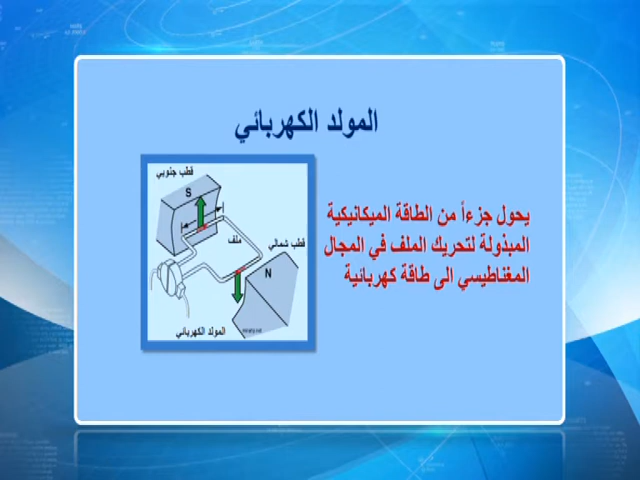 المولد الكهربائي
يحول جزءاً من الطاقة الميكانيكية
المبذولة لتحريك الملف في المجال
المغناطيسي الى طاقة كهربائية
قطب جنوبي
S
ملف
قطب شمالي
N
المولد الكهربائي